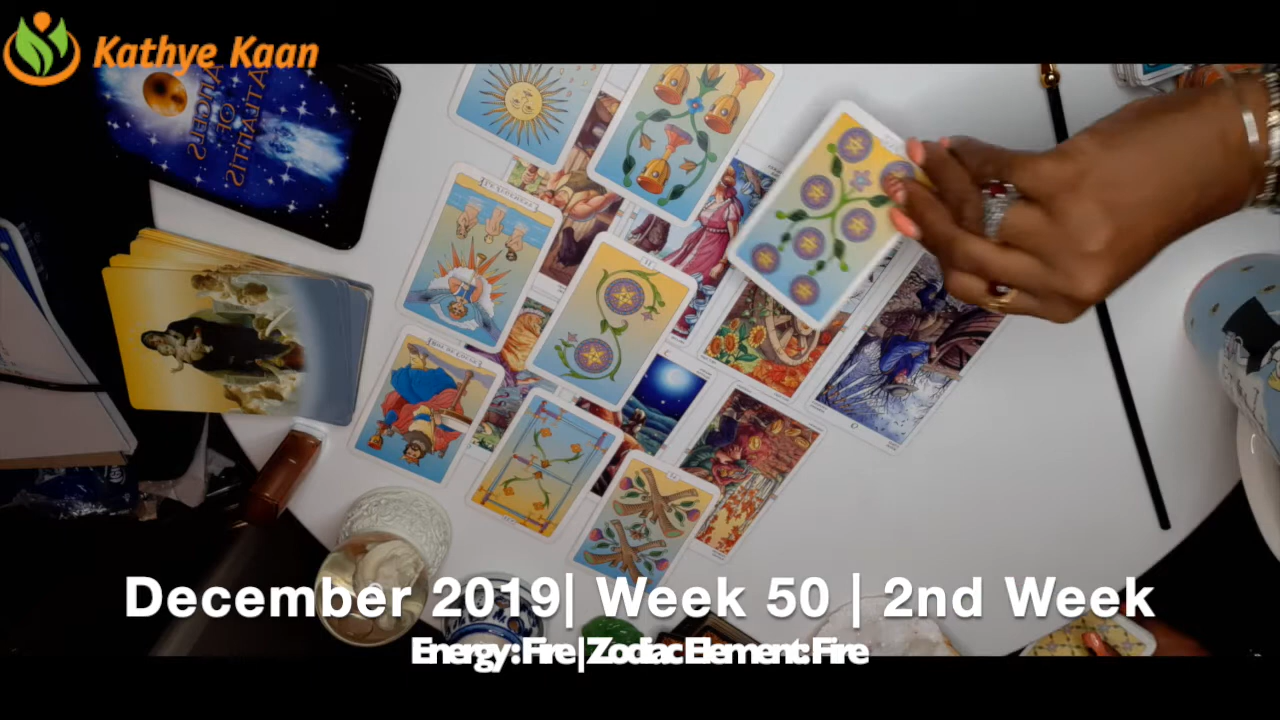 Kathye Kaan
ANGELS
OF
ATLANTIS
December 2019| Week 50 | 2nd Week
Energy: Fire | Zodiac Element: Fire